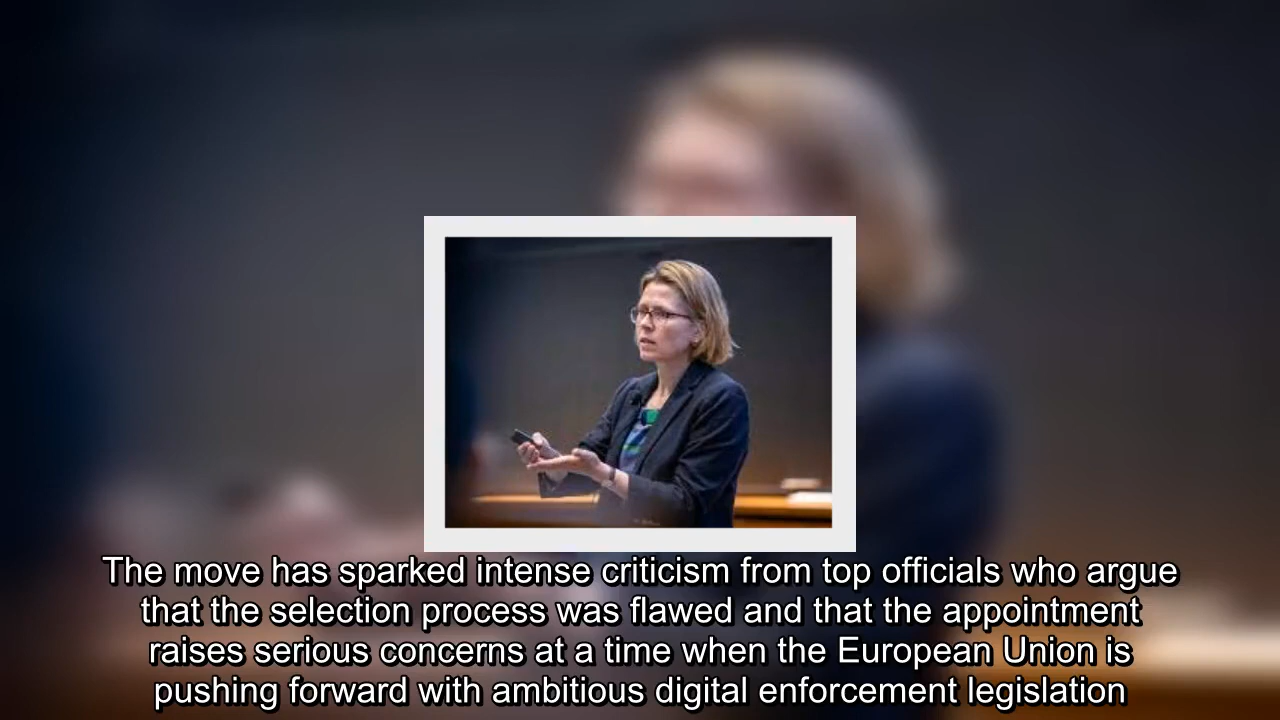 The move has sparked intense criticism from top officials who argue
that the selection process was flawed and that the appointment
raises serious concerns at a time when the European Union is
pushing forward with ambitious digital enforcement legislation